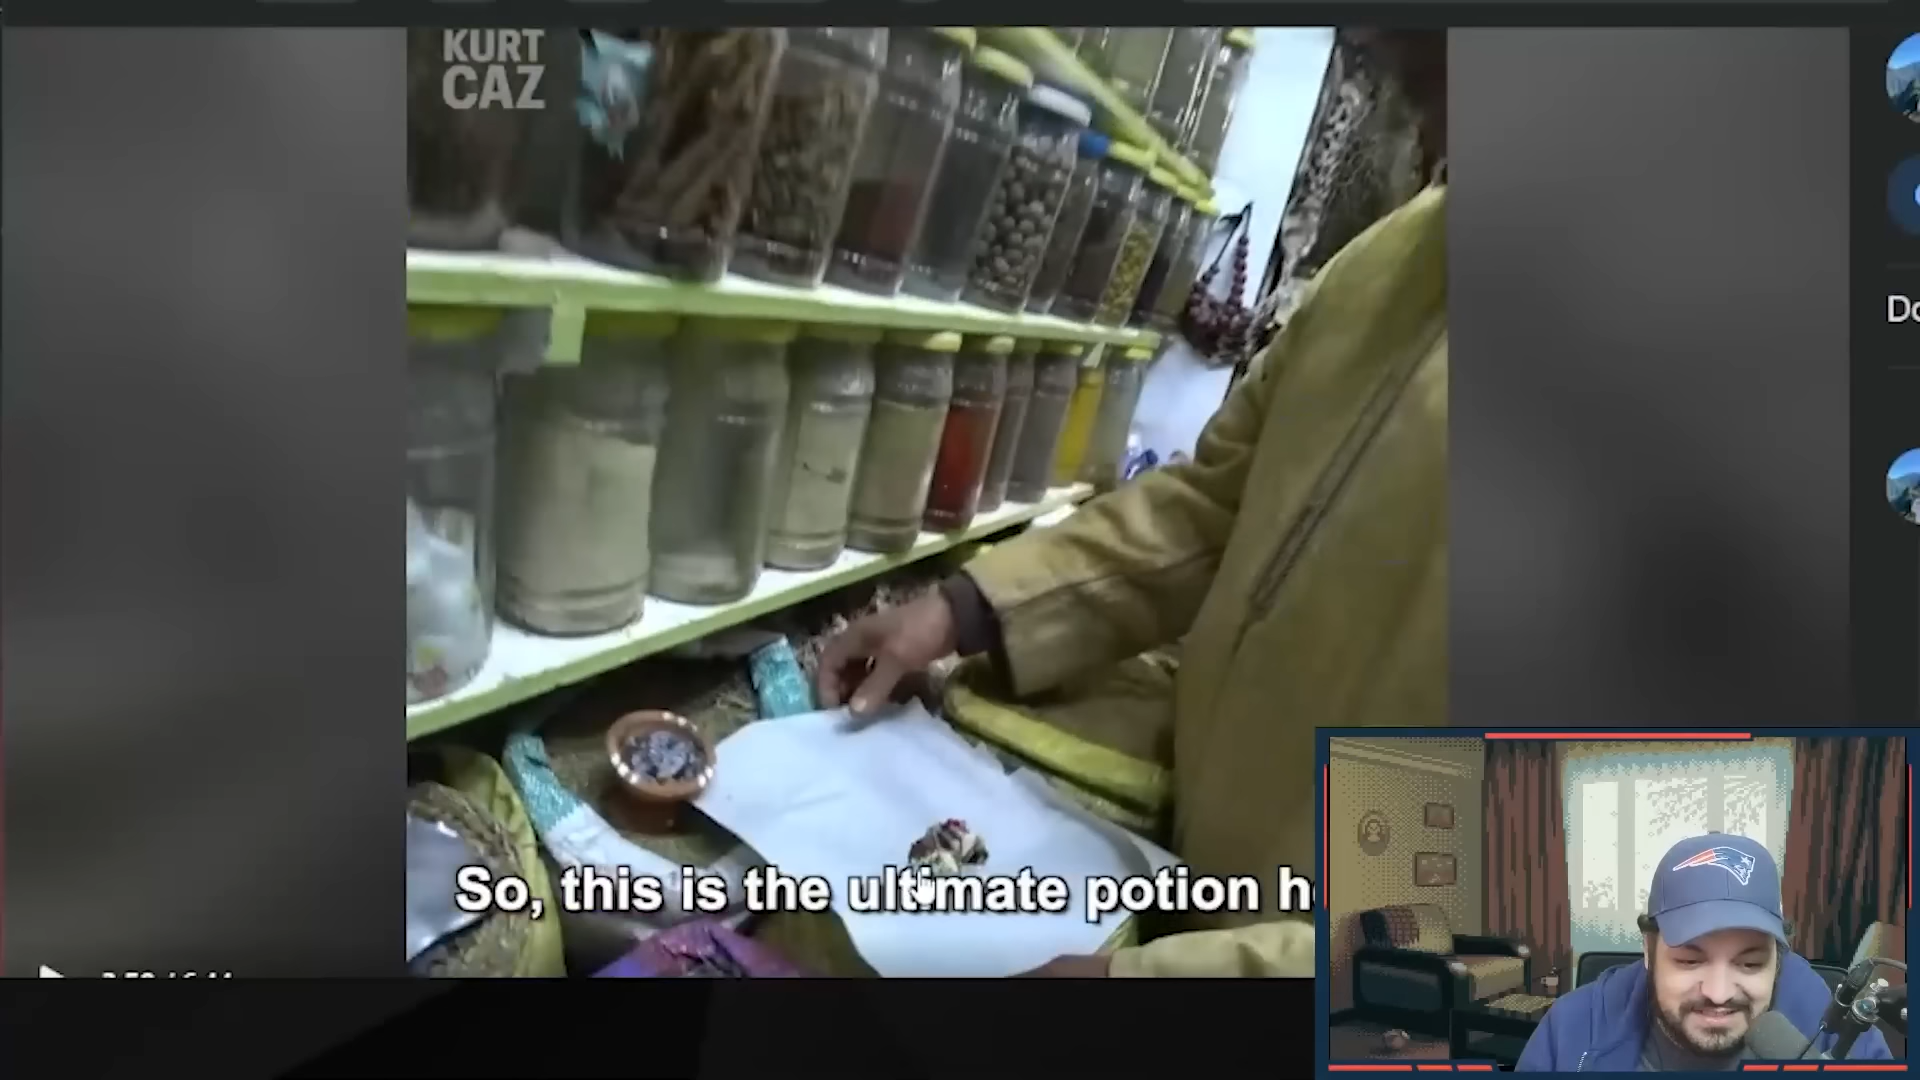 KURT
CAZ
Do
So, this is the ultimate potion h